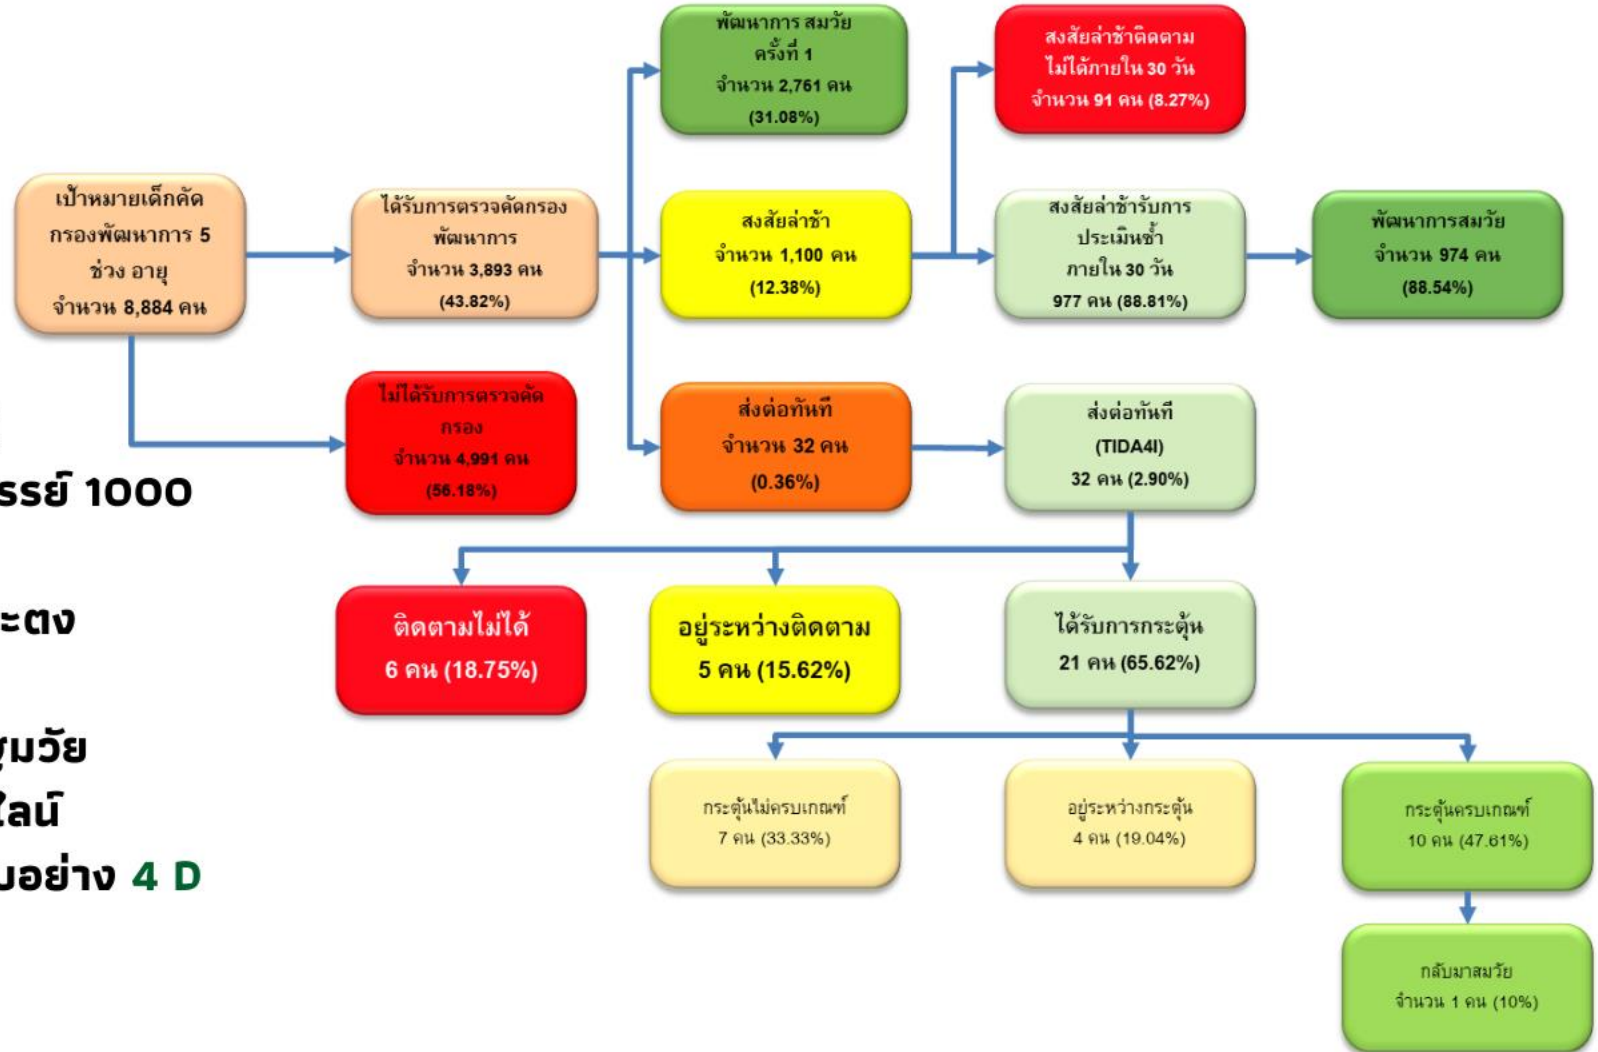 พัฒนาการ สมวัย
ครั้งที่ 1
จำนวน 2,761 คน
(31.08%)
สงสัยล่าช้าติดตาม
ไม่ได้ภายใน 30 วัน
จำนวน 91 คน (8.27%)
เป้าหมายเด็กคัด
กรองพัฒนาการ 5
ช่วง อายุ
จำนวน 8,884 คน
ได้รับการตรวจคัดกรอง
พัฒนาการ
จำนวน 3,893 คน
(43.82%)
สงสัยล่าช้า
จำนวน 1,100 คน
(12.38%)
สงสัยล่าช้ารับการ
ประเมินซ้ำ
ภายใน 30 วัน
977 คน (88.81%)
พัฒนาการสมวัย
จำนวน 974 คน
(88.54%)
ไม่ได้รับการตรวจคัด
กรอง
จำนวน 4,991 คน
(56.18%)
ส่งต่อทันที
จำนวน 32 คน
(0.36%)
ส่งต่อทันที
(TIDA4I)
32 คน (2.90%)
รรย์ 1000
ะตง
ฐมวัย
ไลน์
บอย่าง 4 D
ติดตามไม่ได้
6 คน (18.75%)
อยู่ระหว่างติดตาม
5 คน (15.62%)
ได้รับการกระตุ้น
21 คน (65.62%)
กระตุ้นไม่ครบเกณฑ์
7 คน (33.33%)
อยู่ระหว่างกระตุ้น
4 คน (19.04%)
กระตุ้นครบเกณฑ์
10 คน (47.61%)
กลับมาสมวัย
จำนวน 1 คน (10%)